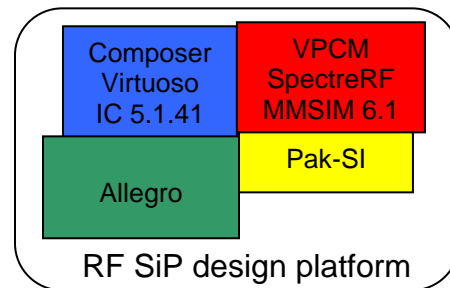 Composer
Virtuoso
IC 5.1.41
VPCM
SpectreRF
MMSIM 6.1
Allegro
Pak-SI
RF SiP design platform